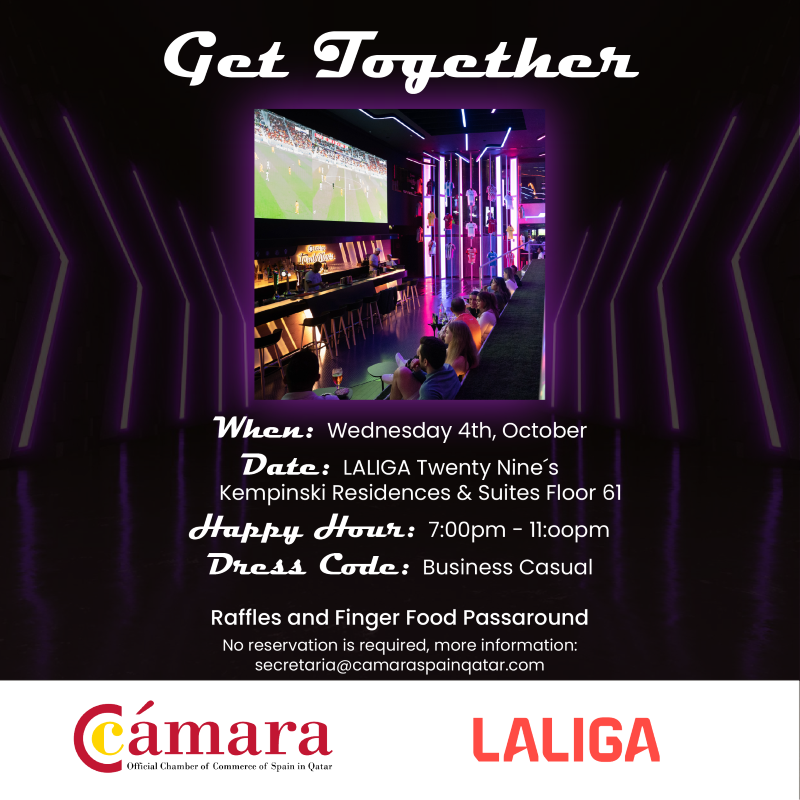 Get Together
When: Wednesday 4th, October
Date: LALIGA Twenty Nine´s
Kempinski Residences & Suites Floor 61
Happy Hour: 7:00pm - 11:oopm
Dress Code: Business Casual
Raffles and Finger Food Passaround
No reservation is required, more information:
secretaria@camaraspainqatar.com
Cámara
Official Chamber of Commerce of Spain in Qatar
LALIGA